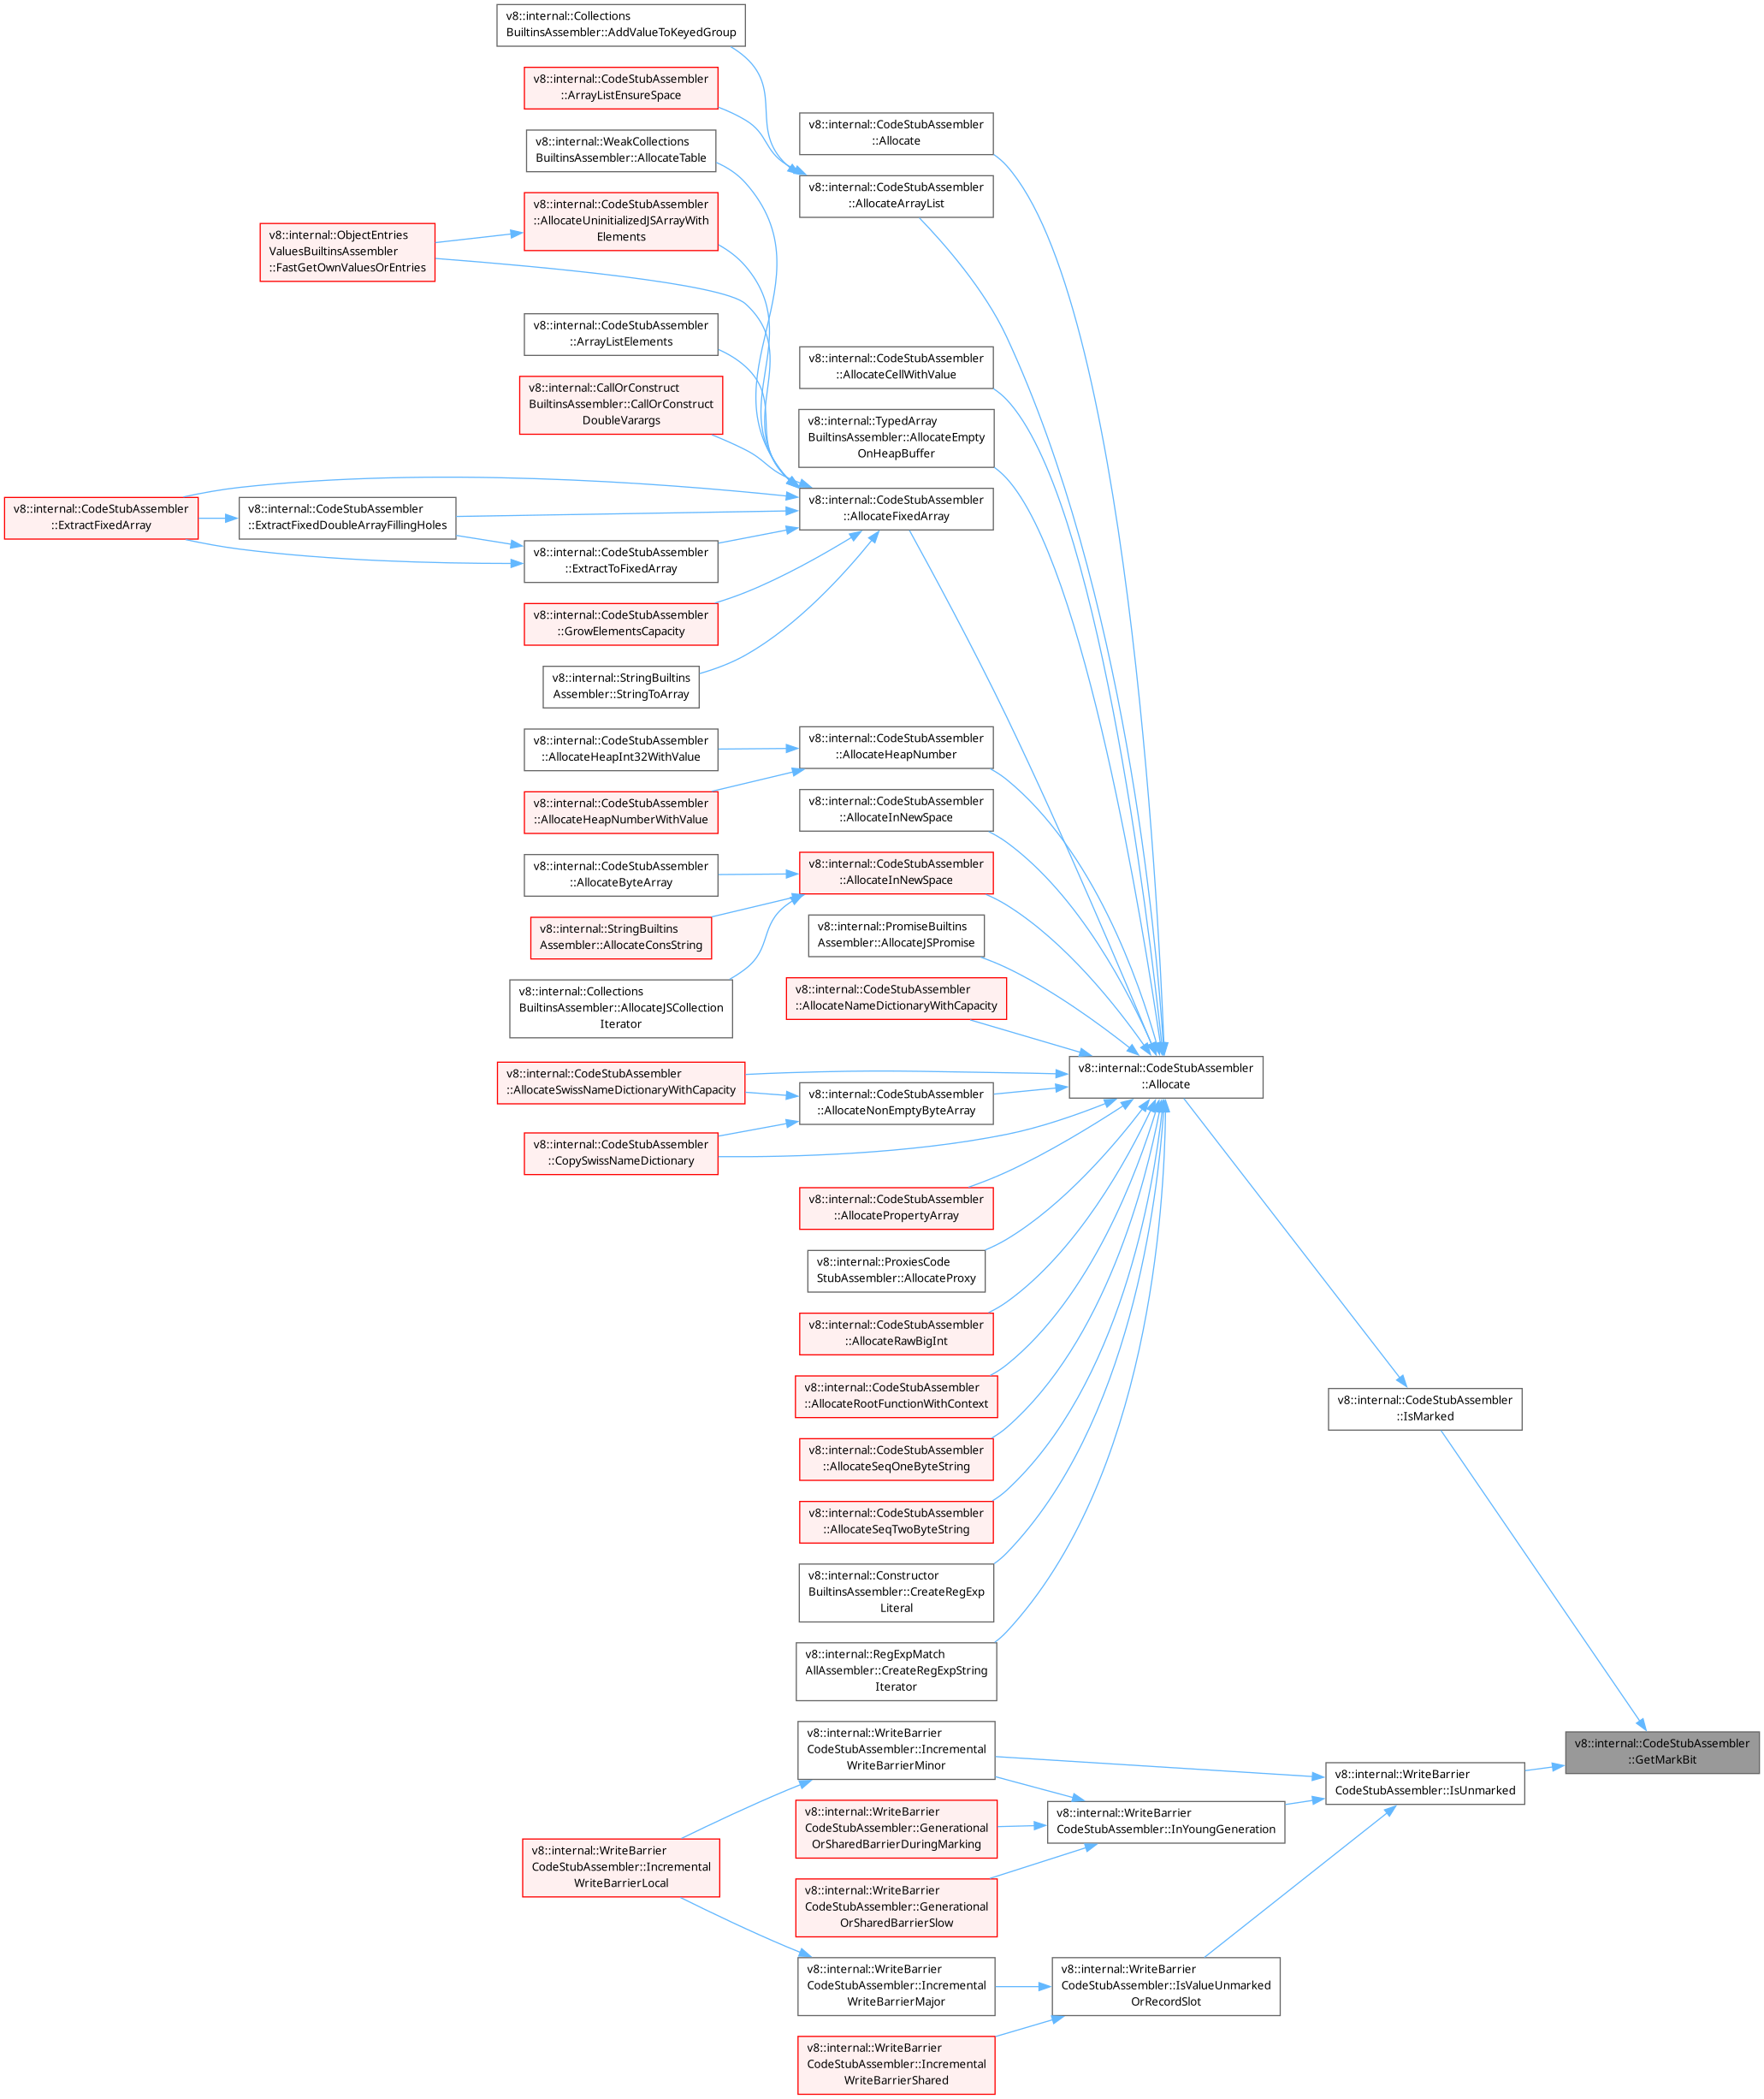 v8::internal::Collections
BuiltinsAssembler::AddValueToKeyedGroup
v8::internal::CodeStubAssembler
::ArrayListEnsureSpace
v8::internal::WeakCollections
BuiltinsAssembler::AllocateTable
v8::internal::CodeStubAssembler
::AllocateUninitializedJSArrayWith
Elements
v8::internal::ObjectEntries
ValuesBuiltinsAssembler
::FastGetOwnValuesOrEntries
v8::internal::CodeStubAssembler
::ArrayListElements
v8::internal::CallOrConstruct
BuiltinsAssembler::CallOrConstruct
DoubleVarargs
v8::internal::CodeStubAssembler
::ExtractFixedArray
v8::internal::CodeStubAssembler
::ExtractFixedDoubleArrayFillingHoles
v8::internal::CodeStubAssembler
::ExtractToFixedArray
v8::internal::CodeStubAssembler
::GrowElementsCapacity
v8::internal::StringBuiltins
Assembler::StringToArray
v8::internal::CodeStubAssembler
::AllocateHeapInt32WithValue
v8::internal::CodeStubAssembler
::AllocateHeapNumberWithValue
v8::internal::CodeStubAssembler
::AllocateByteArray
v8::internal::StringBuiltins
Assembler::AllocateConsString
v8::internal::Collections
BuiltinsAssembler::AllocateJSCollection
Iterator
v8::internal::CodeStubAssembler
::AllocateSwissNameDictionaryWithCapacity
v8::internal::CodeStubAssembler
::CopySwissNameDictionary
v8::internal::WriteBarrier
CodeStubAssembler::Incremental
WriteBarrierLocal
v8::internal::CodeStubAssembler
::Allocate
v8::internal::CodeStubAssembler
::AllocateArrayList
v8::internal::CodeStubAssembler
::AllocateCellWithValue
v8::internal::TypedArray
BuiltinsAssembler::AllocateEmpty
OnHeapBuffer
v8::internal::CodeStubAssembler
::AllocateFixedArray
v8::internal::CodeStubAssembler
::AllocateHeapNumber
v8::internal::CodeStubAssembler
::AllocateInNewSpace
v8::internal::CodeStubAssembler
::AllocateInNewSpace
v8::internal::PromiseBuiltins
Assembler::AllocateJSPromise
v8::internal::CodeStubAssembler
::AllocateNameDictionaryWithCapacity
v8::internal::CodeStubAssembler
::AllocateNonEmptyByteArray
v8::internal::CodeStubAssembler
::AllocatePropertyArray
v8::internal::ProxiesCode
StubAssembler::AllocateProxy
v8::internal::CodeStubAssembler
::AllocateRawBigInt
v8::internal::CodeStubAssembler
::AllocateRootFunctionWithContext
v8::internal::CodeStubAssembler
::AllocateSeqOneByteString
v8::internal::CodeStubAssembler
::AllocateSeqTwoByteString
v8::internal::Constructor
BuiltinsAssembler::CreateRegExp
Literal
v8::internal::RegExpMatch
AllAssembler::CreateRegExpString
Iterator
v8::internal::WriteBarrier
CodeStubAssembler::Incremental
WriteBarrierMinor
v8::internal::WriteBarrier
CodeStubAssembler::Generational
OrSharedBarrierDuringMarking
v8::internal::WriteBarrier
CodeStubAssembler::Generational
OrSharedBarrierSlow
v8::internal::WriteBarrier
CodeStubAssembler::Incremental
WriteBarrierMajor
v8::internal::WriteBarrier
CodeStubAssembler::Incremental
WriteBarrierShared
v8::internal::CodeStubAssembler
::Allocate
v8::internal::WriteBarrier
CodeStubAssembler::InYoungGeneration
v8::internal::WriteBarrier
CodeStubAssembler::IsValueUnmarked
OrRecordSlot
v8::internal::CodeStubAssembler
::IsMarked
v8::internal::WriteBarrier
CodeStubAssembler::IsUnmarked
v8::internal::CodeStubAssembler
::GetMarkBit